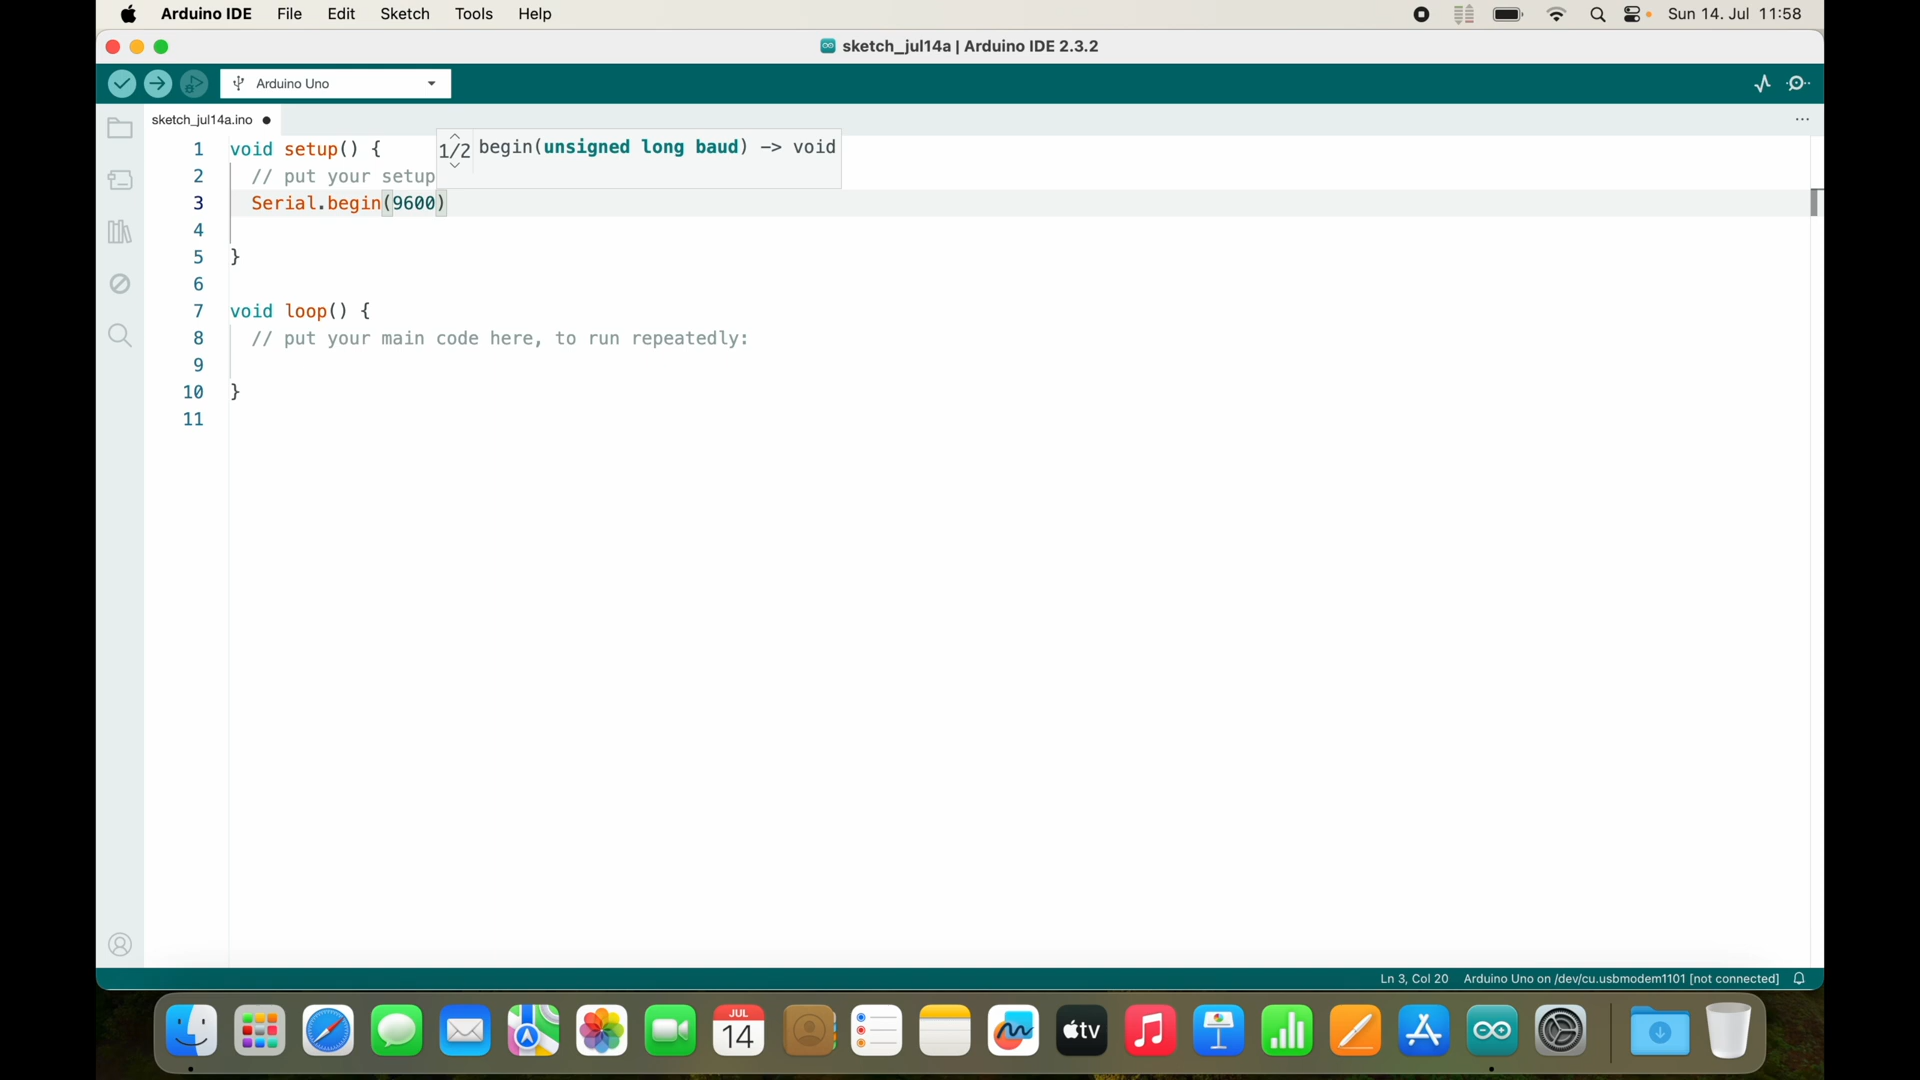 Arduino IDE File Edit Sketch Tools Help Sun 14. Jul 11:58
sketch_jul14a | Arduino IDE 2.3.2
Arduino Uno
sketch_jul14a.ino
1 void setup() {
1/2 begin(unsigned long baud) -> void
2 // put your setup
3 Serial.begin(9600)
4
5 }
6
7 void loop() {
8 // put your main code here, to run repeatedly:
9
10 }
11
Ln 3, Col 20 Arduino Uno on /dev/cu.usbmodem1101 [not connected]
JUL
14
tv